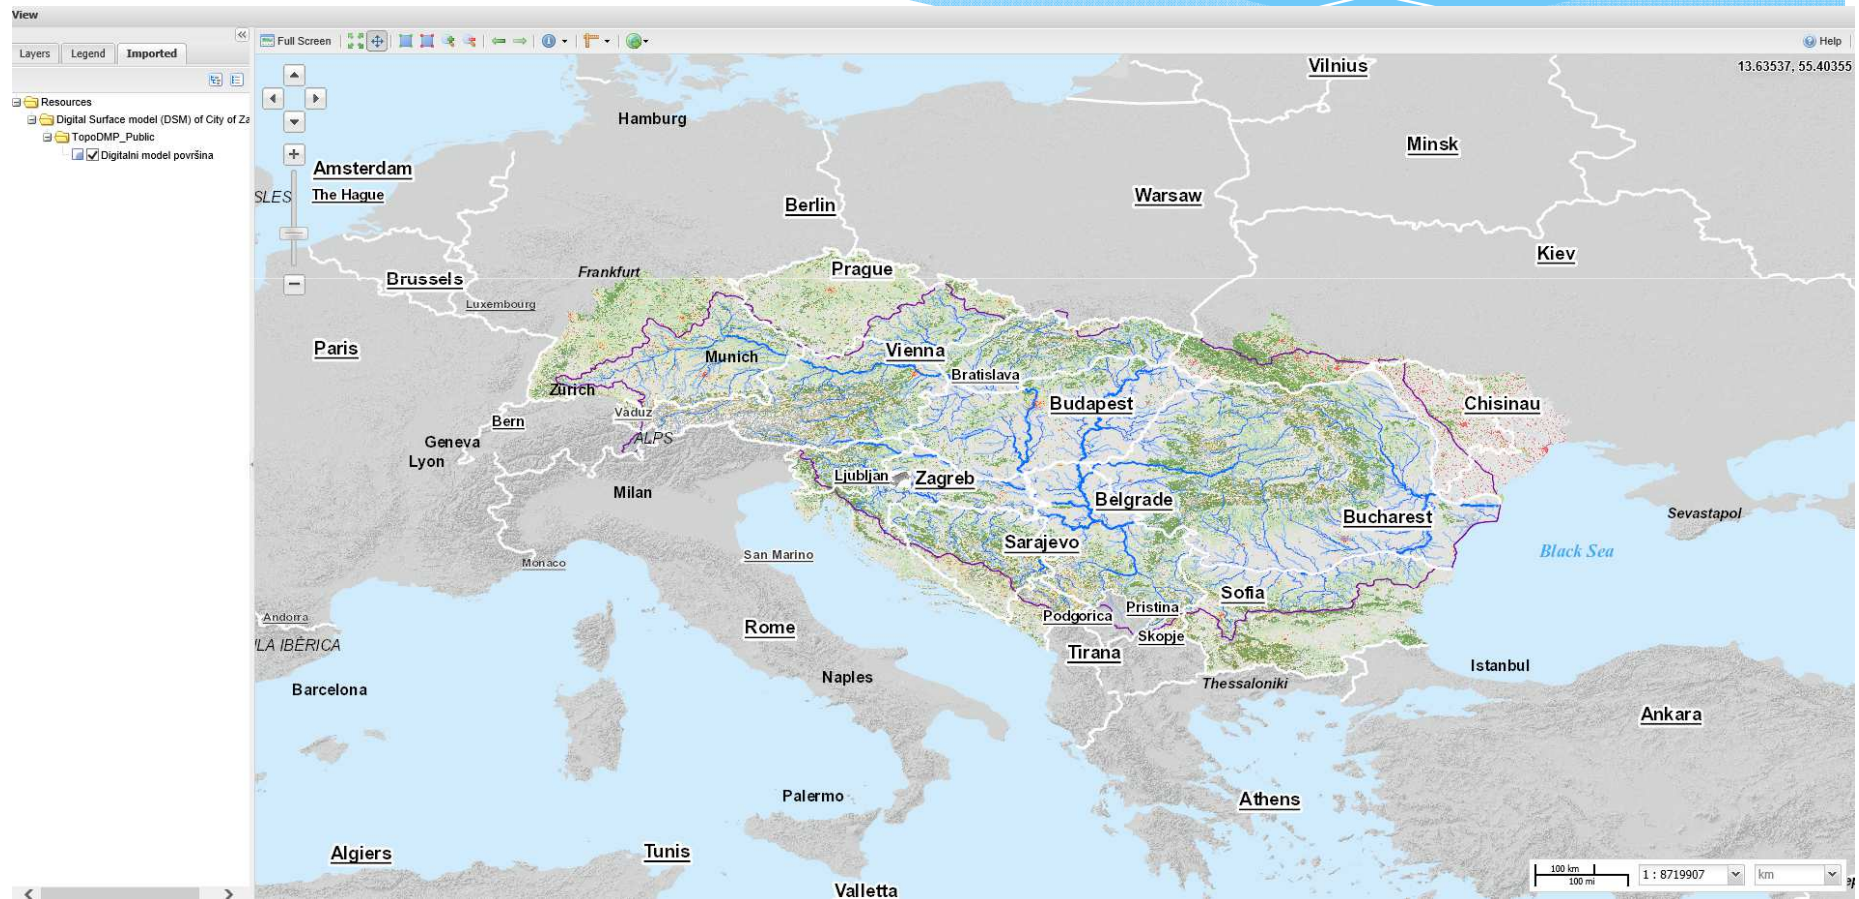 View
Layers Legend Imported
Full Screen
Help
Resources
Digital Surface model (DSM) of City of Za
TopoDMP_Public
Digitalni model površina
13.63537, 55.40355
Vilnius
Hamburg
Minsk
Amsterdam
The Hague
SLES
Berlin
Warsaw
Kiev
Prague
Frankfurt
Brussels
Luxembourg
Paris
Vienna
Munich
Bratislava
Zurich
Budapest
Chisinau
Vaduz
Bern
ALPS
Geneva
Lyon
Ljubljan
Zagreb
Milan
Belgrade
Bucharest
Sevastapol
Sarajevo
Black Sea
San Marino
Monaco
Sofia
Pristina
Podgorica
Andorra
Rome
Skopje
LA IBÉRICA
Tirana
Istanbul
Naples
Thessaloniki
Barcelona
Ankara
Palermo
Athens
Algiers
Tunis
Valletta
100 km
100 mi
1 : 8719907
km